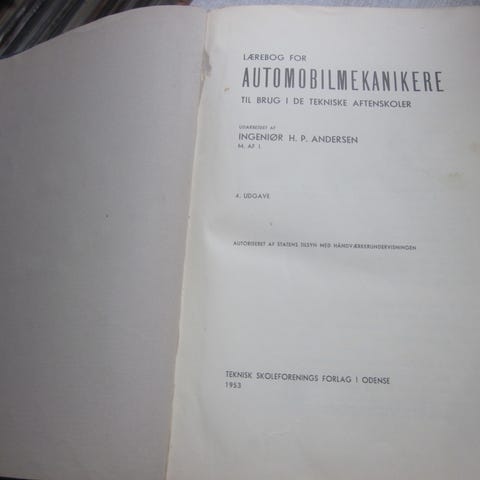 LÆREBOG FOR
AUTOMOBILMEKANIKERE
TIL BRUG I DE TEKNISKE AFTENSKOLER
UDARBEJDET AF
INGENIØR H. P. ANDERSEN
M. AF I.
4. UDGAVE
AUTORISERET AF STATENS TILSYN MED HÅNDVÆRKERUNDERVISNINGEN
TEKNISK SKOLEFORENINGS FORLAG I ODENSE
1953